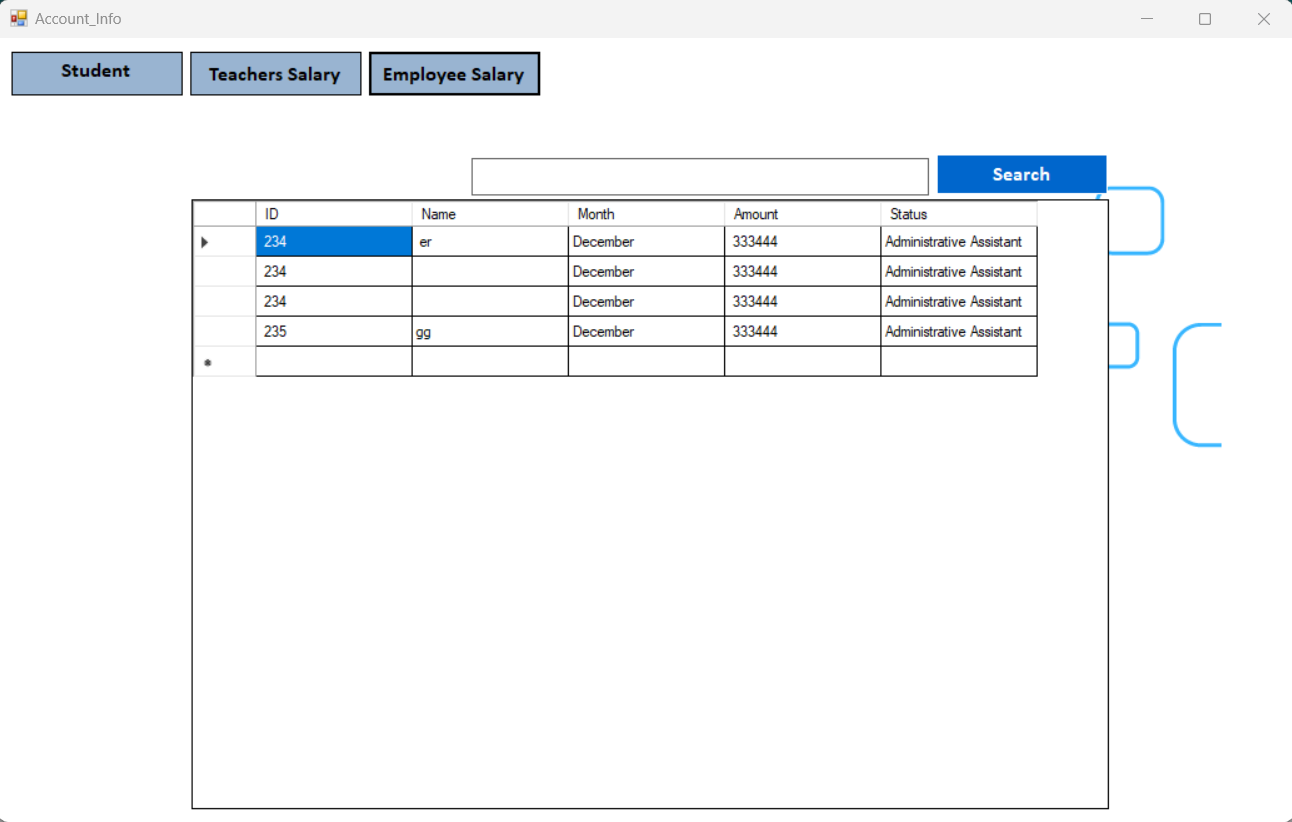 Account_Info
Student Teachers Salary Employee Salary
Search
ID Name Month Amount Status
234 er December 333444 Administrative Assistant
234 December 333444 Administrative Assistant
234 December 333444 Administrative Assistant
235 gg December 333444 Administrative Assistant